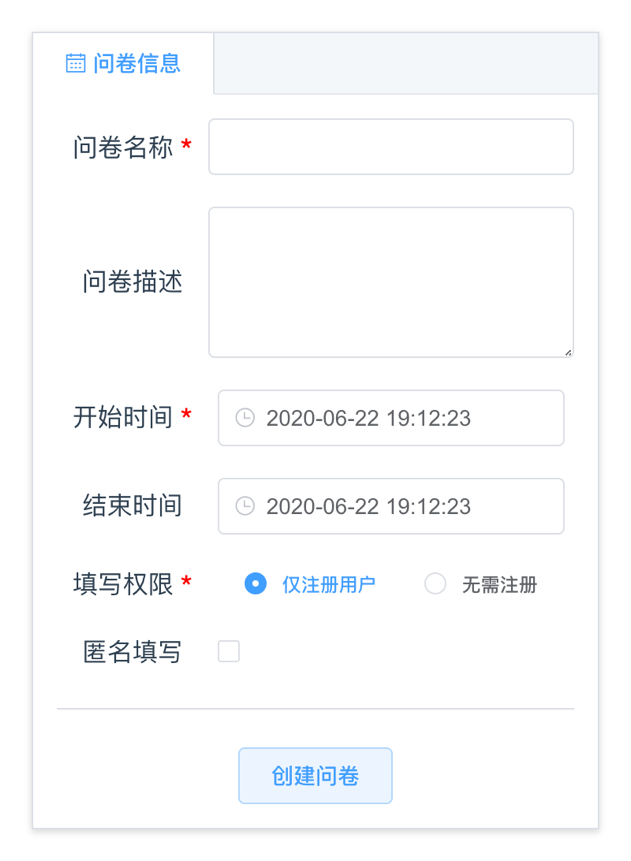 问卷信息
问卷名称 *
问卷描述
开始时间 * 2020-06-22 19:12:23
结束时间 2020-06-22 19:12:23
填写权限 * 仅注册用户 无需注册
匿名填写
创建问卷